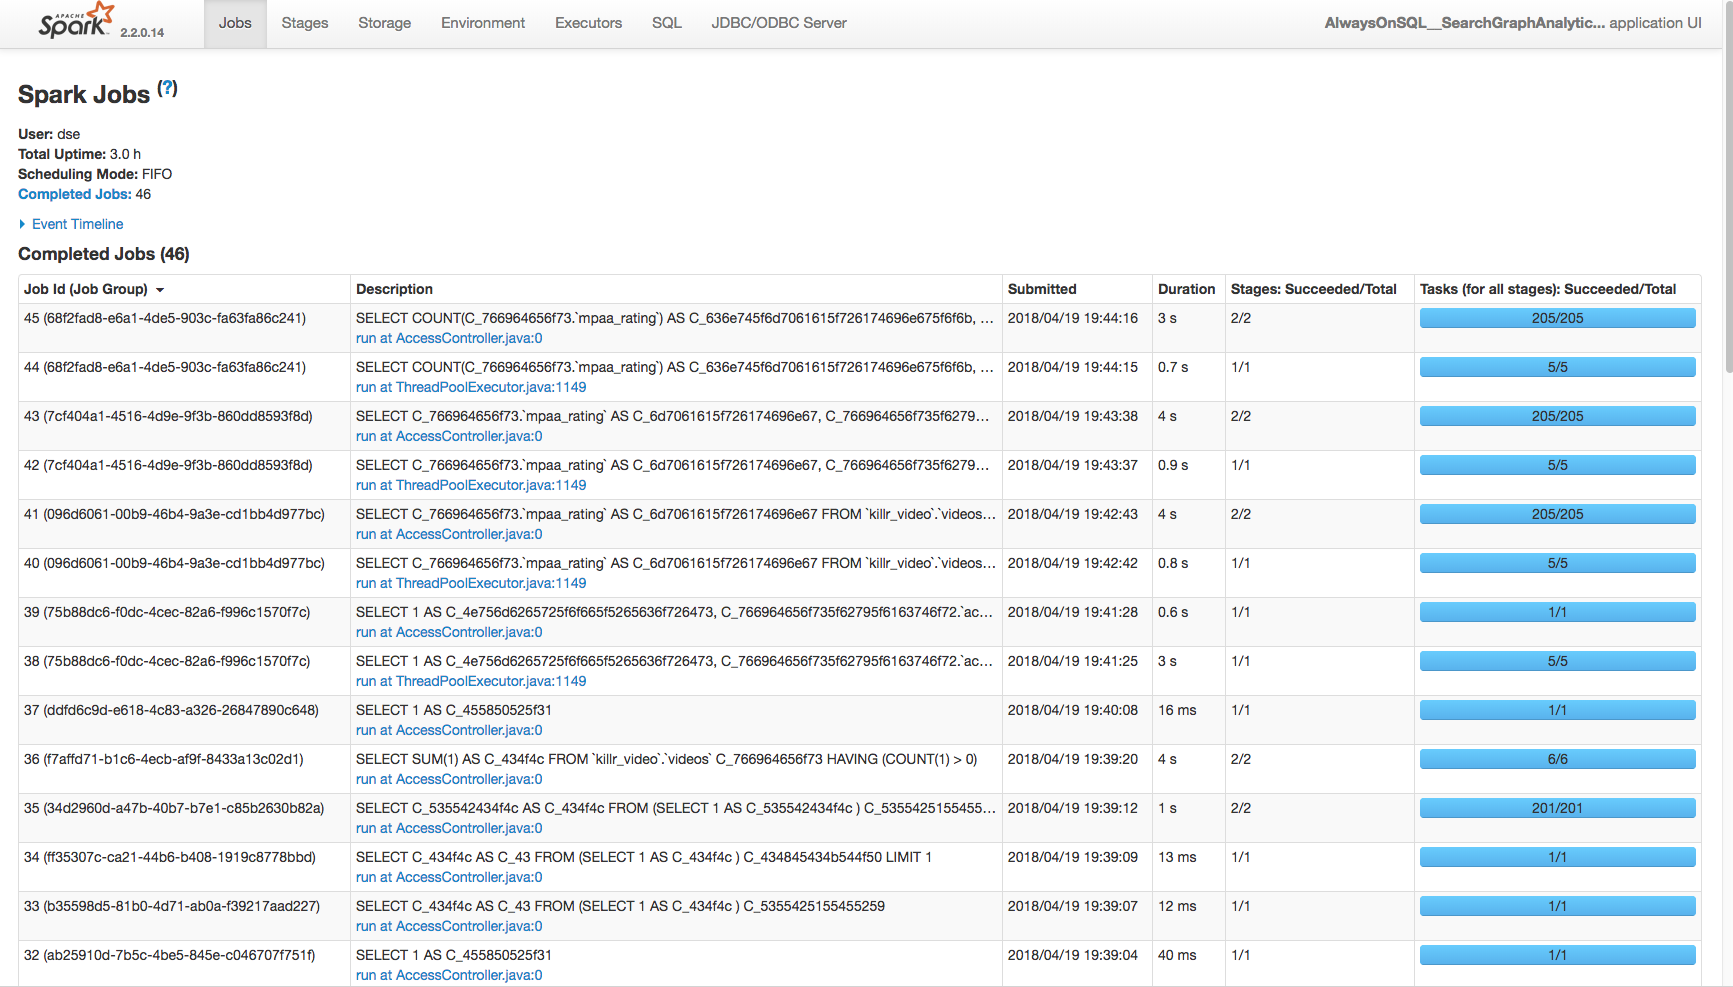 APACHE
Spark 2.2.0.14 Jobs Stages Storage Environment Executors SQL JDBC/ODBC Server AlwaysOnSQL__SearchGraphAnalytic... application UI
Spark Jobs (?)
User: dse
Total Uptime: 3.0 h
Scheduling Mode: FIFO
Completed Jobs: 46
Event Timeline
Completed Jobs (46)
Job Id (Job Group) Description Submitted Duration Stages: Succeeded/Total Tasks (for all stages): Succeeded/Total
45 (68f2fad8-e6a1-4de5-903c-fa63fa86c241) SELECT COUNT(C_766964656f73.`mpaa_rating`) AS C_636e745f6d7061615f726174696e675f6f6b, ... 2018/04/19 19:44:16 3 s 2/2 205/205
run at AccessController.java:0
44 (68f2fad8-e6a1-4de5-903c-fa63fa86c241) SELECT COUNT(C_766964656f73.`mpaa_rating`) AS C_636e745f6d7061615f726174696e675f6f6b, ... 2018/04/19 19:44:15 0.7 s 1/1 5/5
run at ThreadPoolExecutor.java:1149
43 (7cf404a1-4516-4d9e-9f3b-860dd8593f8d) SELECT C_766964656f73.`mpaa_rating` AS C_6d7061615f726174696e67, C_766964656f735f6279... 2018/04/19 19:43:38 4 s 2/2 205/205
run at AccessController.java:0
42 (7cf404a1-4516-4d9e-9f3b-860dd8593f8d) SELECT C_766964656f73.`mpaa_rating` AS C_6d7061615f726174696e67, C_766964656f735f6279... 2018/04/19 19:43:37 0.9 s 1/1 5/5
run at ThreadPoolExecutor.java:1149
41 (096d6061-00b9-46b4-9a3e-cd1bb4d977bc) SELECT C_766964656f73.`mpaa_rating` AS C_6d7061615f726174696e67 FROM `killr_video`.`videos... 2018/04/19 19:42:43 4 s 2/2 205/205
run at AccessController.java:0
40 (096d6061-00b9-46b4-9a3e-cd1bb4d977bc) SELECT C_766964656f73.`mpaa_rating` AS C_6d7061615f726174696e67 FROM `killr_video`.`videos... 2018/04/19 19:42:42 0.8 s 1/1 5/5
run at ThreadPoolExecutor.java:1149
39 (75b88dc6-f0dc-4cec-82a6-f996c1570f7c) SELECT 1 AS C_4e756d6265725f6f665f5265636f726473, C_766964656f735f62795f6163746f72.`ac... 2018/04/19 19:41:28 0.6 s 1/1 1/1
run at AccessController.java:0
38 (75b88dc6-f0dc-4cec-82a6-f996c1570f7c) SELECT 1 AS C_4e756d6265725f6f665f5265636f726473, C_766964656f735f62795f6163746f72.`ac... 2018/04/19 19:41:25 3 s 1/1 5/5
run at ThreadPoolExecutor.java:1149
37 (ddfd6c9d-e618-4c83-a326-26847890c648) SELECT 1 AS C_455850525f31 2018/04/19 19:40:08 16 ms 1/1 1/1
run at AccessController.java:0
36 (f7affd71-b1c6-4ecb-af9f-8433a13c02d1) SELECT SUM(1) AS C_434f4c FROM `killr_video`.`videos` C_766964656f73 HAVING (COUNT(1) > 0) 2018/04/19 19:39:20 4 s 2/2 6/6
run at AccessController.java:0
35 (34d2960d-a47b-40b7-b7e1-c85b2630b82a) SELECT C_535542434f4c AS C_434f4c FROM (SELECT 1 AS C_535542434f4c ) C_5355425155455... 2018/04/19 19:39:12 1 s 2/2 201/201
run at AccessController.java:0
34 (ff35307c-ca21-44b6-b408-1919c8778bbd) SELECT C_434f4c AS C_43 FROM (SELECT 1 AS C_434f4c ) C_434845434b544f50 LIMIT 1 2018/04/19 19:39:09 13 ms 1/1 1/1
run at AccessController.java:0
33 (b35598d5-81b0-4d71-ab0a-f39217aad227) SELECT C_434f4c AS C_43 FROM (SELECT 1 AS C_434f4c ) C_5355425155455259 2018/04/19 19:39:07 12 ms 1/1 1/1
run at AccessController.java:0
32 (ab25910d-7b5c-4be5-845e-c046707f751f) SELECT 1 AS C_455850525f31 2018/04/19 19:39:04 40 ms 1/1 1/1
run at AccessController.java:0